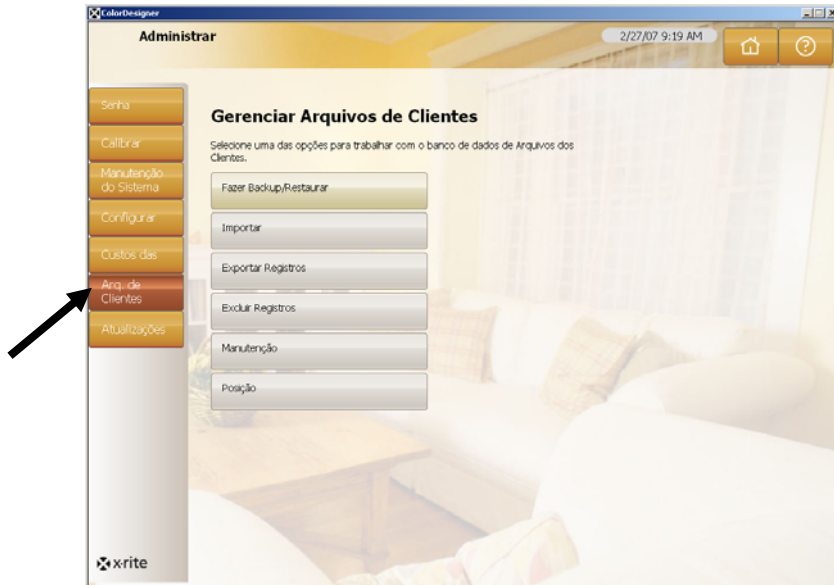 ColorDesigner
Administrar
2/27/07 9:19 AM
Senha
Calibrar
Manutenção
do Sistema
Configurar
Custos das
Arq. de
Clientes
Atualizações
Gerenciar Arquivos de Clientes
Selecione uma das opções para trabalhar com o banco de dados de Arquivos dos
Clientes.
Fazer Backup/Restaurar
Importar
Exportar Registros
Excluir Registros
Manutenção
Posição
x·rite